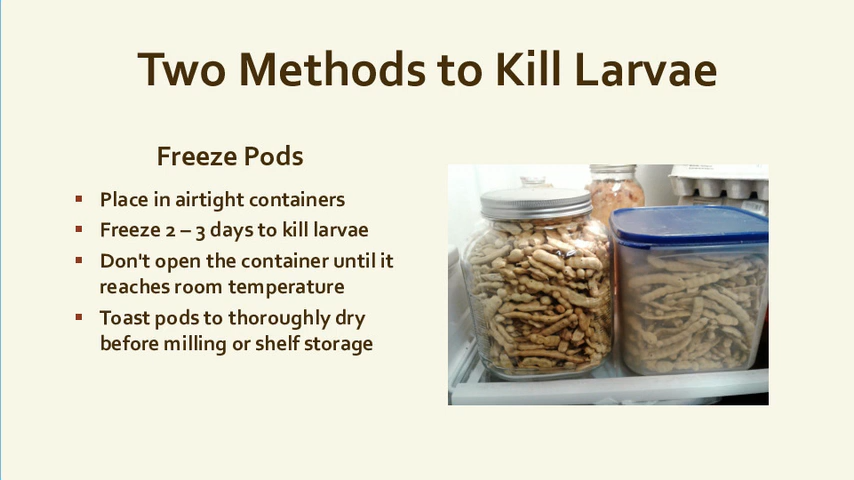 Two Methods to Kill Larvae
Freeze Pods
▪ Place in airtight containers
▪ Freeze 2 – 3 days to kill larvae
▪ Don't open the container until it
reaches room temperature
▪ Toast pods to thoroughly dry
before milling or shelf storage